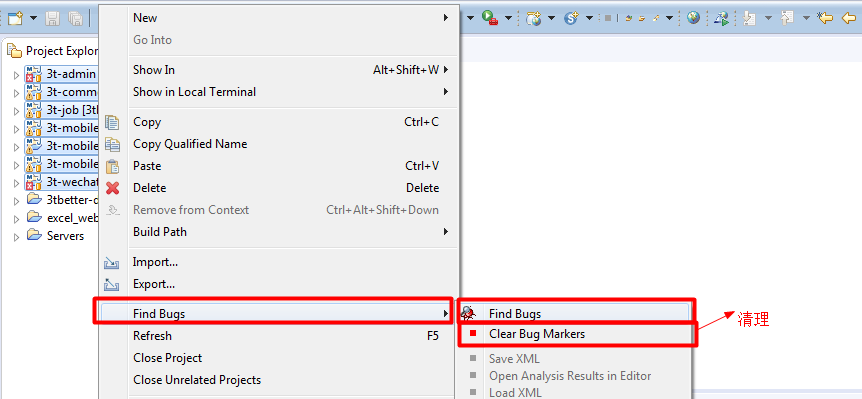 New
Go Into
Show In Alt+Shift+W
Show in Local Terminal
Copy Ctrl+C
Copy Qualified Name
Paste Ctrl+V
Delete Delete
Remove from Context Ctrl+Alt+Shift+Down
Build Path
Import...
Export...
Find Bugs
Refresh F5
Close Project
Close Unrelated Projects
Project Explor
3t-admin
3t-comm
3t-job [3th
3t-mobile
3t-mobile
3t-mobile
3t-wechat
3tbetter-c
excel_web
Servers
Find Bugs
Clear Bug Markers
Save XML
Open Analysis Results in Editor
Load XML
清理